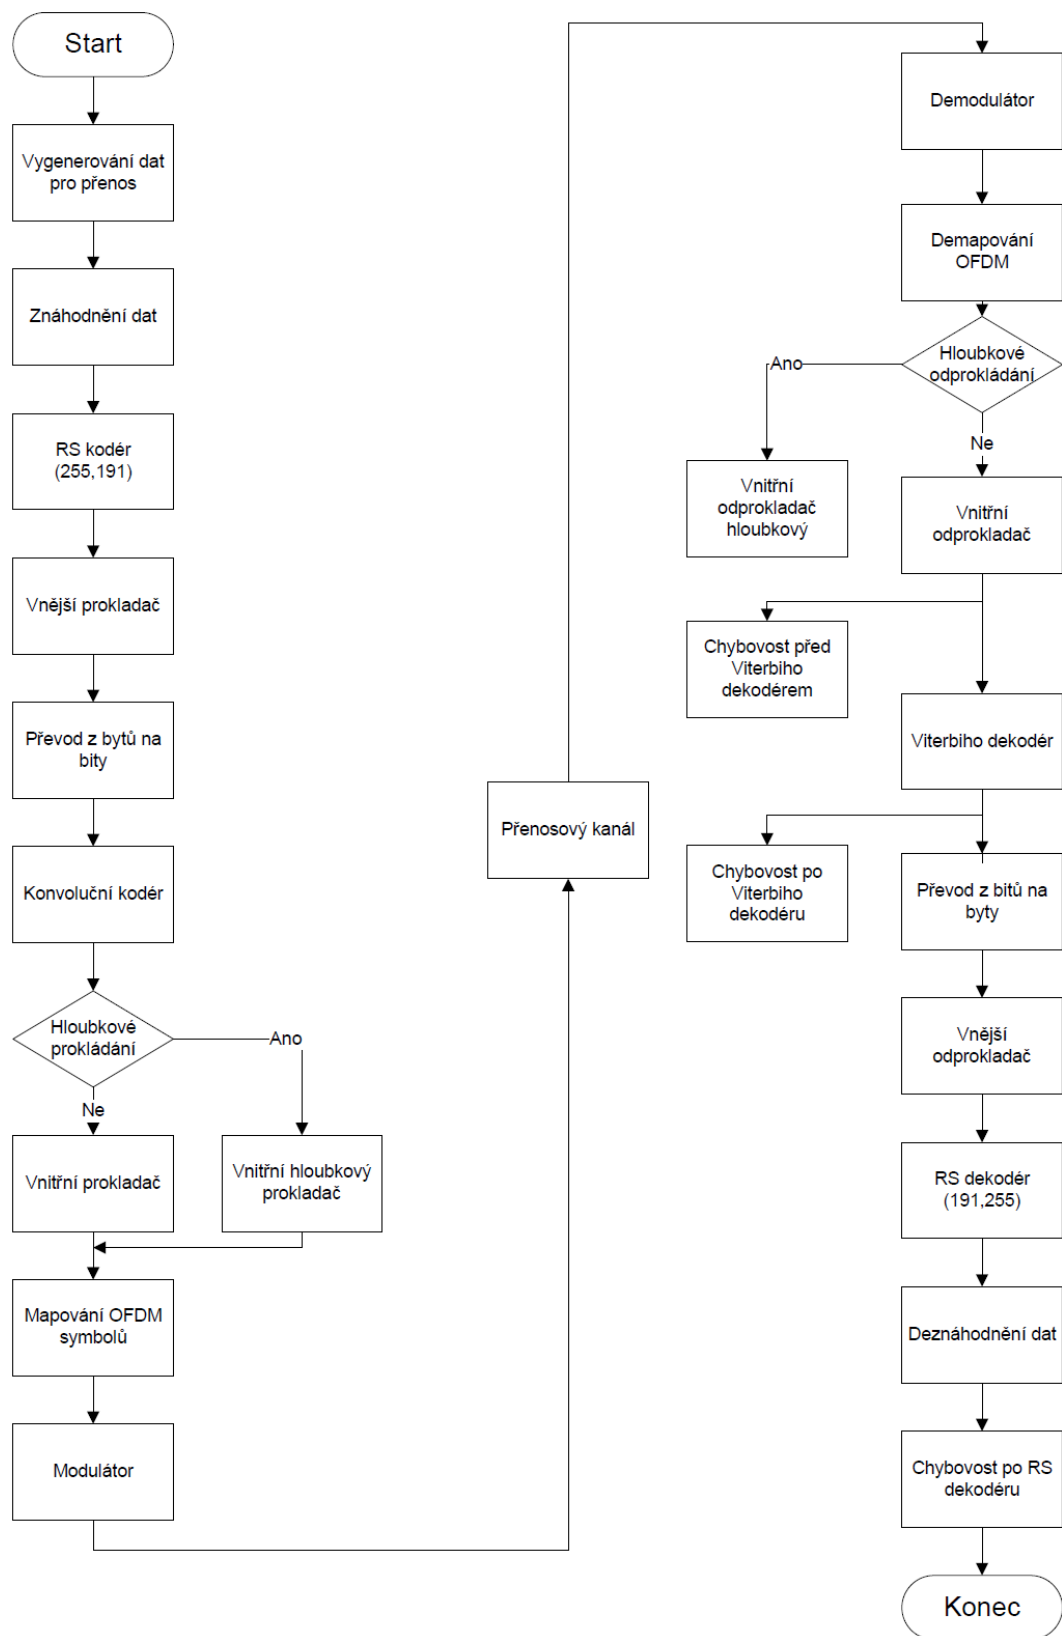 Start
Vygenerování dat
pro přenos
Znáhodnění dat
RS kodér
(255,191)
Vnější prokladač
Převod z bytů na
bity
Konvoluční kodér
Hloubkové
prokládání
Ano
Ne
Vnitřní prokladač
Vnitřní hloubkový
prokladač
Mapování OFDM
symbolů
Modulátor
Přenosový kanál
Demodulátor
Demapování
OFDM
Hloubkové
odprokládání
Ano
Ne
Vnitřní
odprokladač
hloubkový
Vnitřní
odprokladač
Chybovost před
Viterbiho
dekodérem
Viterbiho dekodér
Chybovost po
Viterbiho
dekodéru
Převod z bitů na
byty
Vnější
odprokladač
RS dekodér
(191,255)
Deznáhodnění dat
Chybovost po RS
dekodéru
Konec